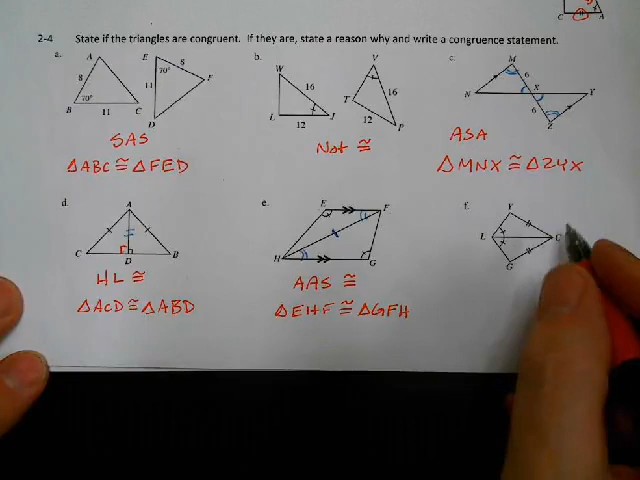 C A
2-4 State if the triangles are congruent. If they are, state a reason why and write a congruence statement.
a. A 8 B 70° 11 C E 8 70° F 11 D
SAS
△ABC ≅ △FED
b. W 16 L 12 J V 16 T 12 P
Not ≅
c. M 6 N X Y 6 Z
ASA
△MNX ≅ △ZYX
d. A C D B
HL ≅
△ACD ≅ △ABD
e. E F H G
AAS ≅
△EHF ≅ △GFH
f. Y L G